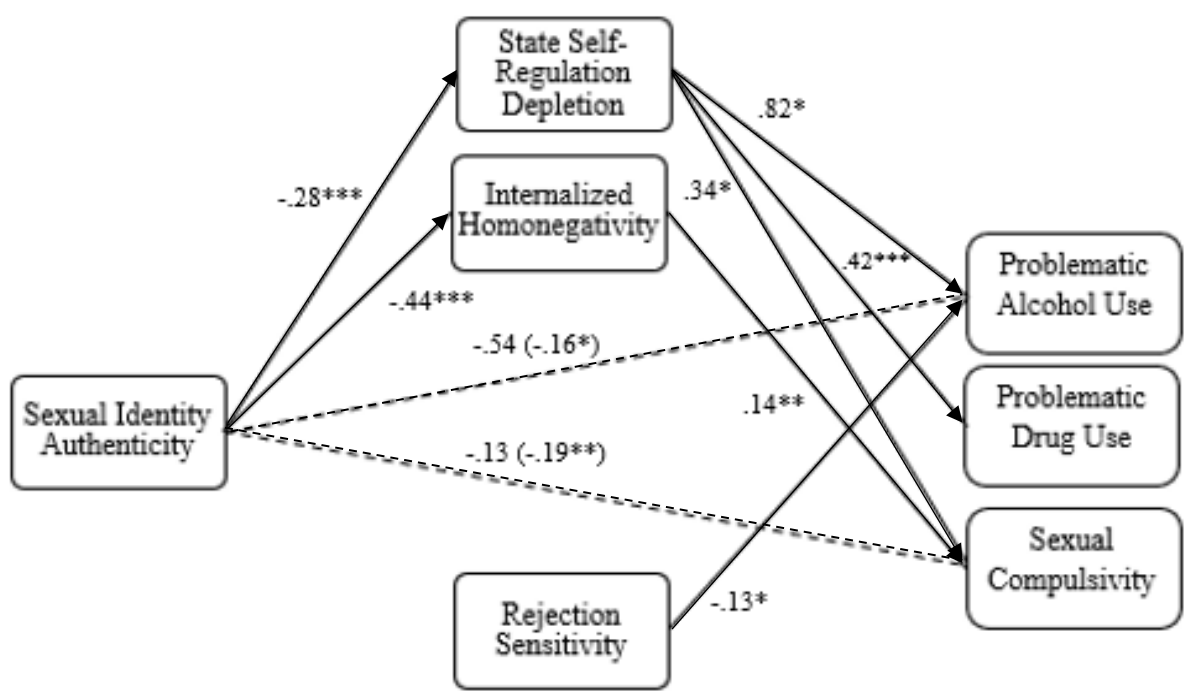 State Self-
Regulation
Depletion
.82*
-.28***
Internalized
Homonegativity
.34*
.42***
Problematic
Alcohol Use
-.44***
-.54 (-.16*)
Sexual Identity
Authenticity
.14**
Problematic
Drug Use
-.13 (-.19**)
Sexual
Compulsivity
Rejection
Sensitivity
-.13*